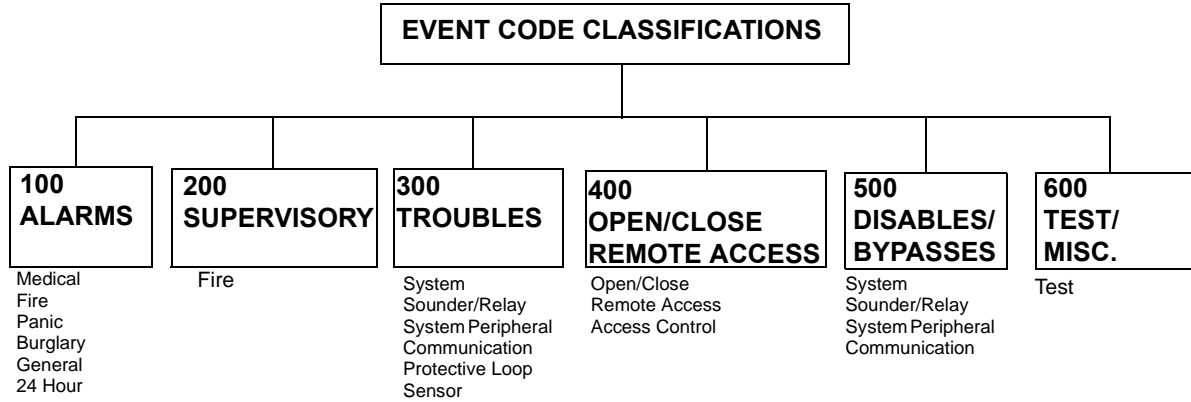 EVENT CODE CLASSIFICATIONS
100
ALARMS
Medical
Fire
Panic
Burglary
General
24 Hour
200
SUPERVISORY
Fire
300
TROUBLES
System
Sounder/Relay
System Peripheral
Communication
Protective Loop
Sensor
400
OPEN/CLOSE
REMOTE ACCESS
Open/Close
Remote Access
Access Control
500
DISABLES/
BYPASSES
System
Sounder/Relay
System Peripheral
Communication
600
TEST/
MISC.
Test